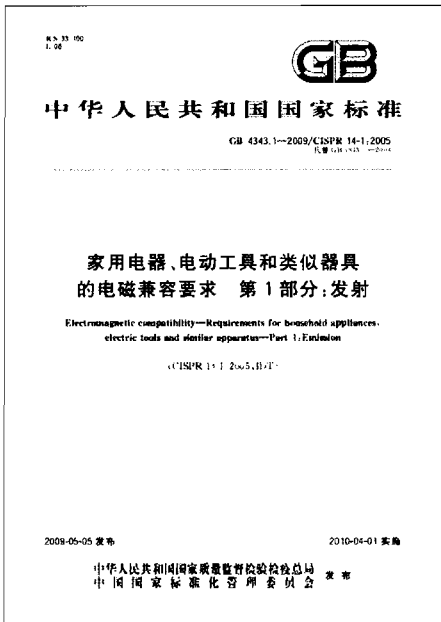 GB
中华人民共和国国家标准
GB 4343.1—2009/CISPR 14-1:2005
家用电器、电动工具和类似器具
的电磁兼容要求 第1部分:发射
Electromagnetic compatibility—Requirements for household appliances,
electric tools and similar apparatus—Part 1:Emission
2009-05-05 发布
2010-04-01 实施
中华人民共和国国家质量监督检验检疫总局
中国国家标准化管理委员会
发布